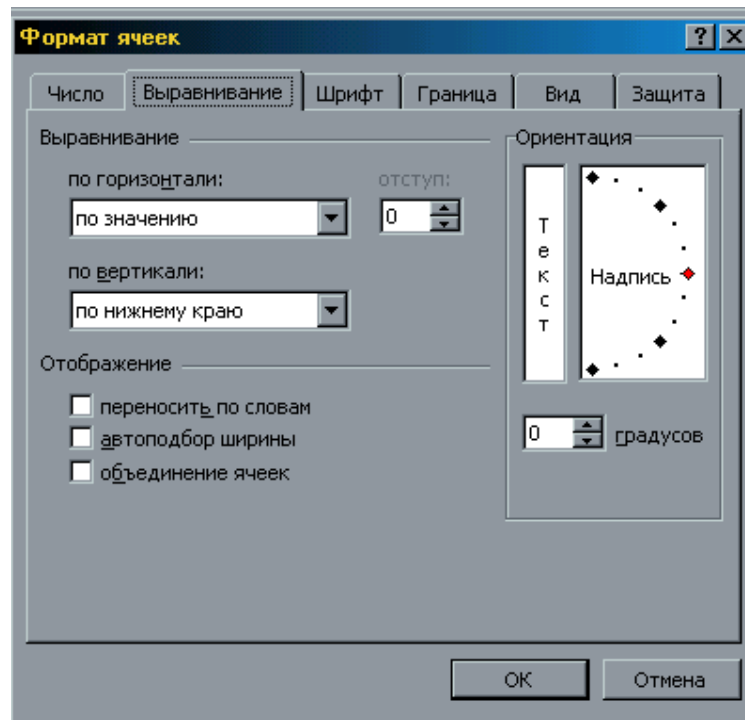 Формат ячеек
Число Выравнивание Шрифт Граница Вид Защита
Выравнивание
по горизонтали: отступ:
по значению 0
по вертикали:
по нижнему краю
Отображение
переносить по словам
автоподбор ширины
объединение ячеек
Ориентация
Текст
Надпись
0 градусов
ОК Отмена